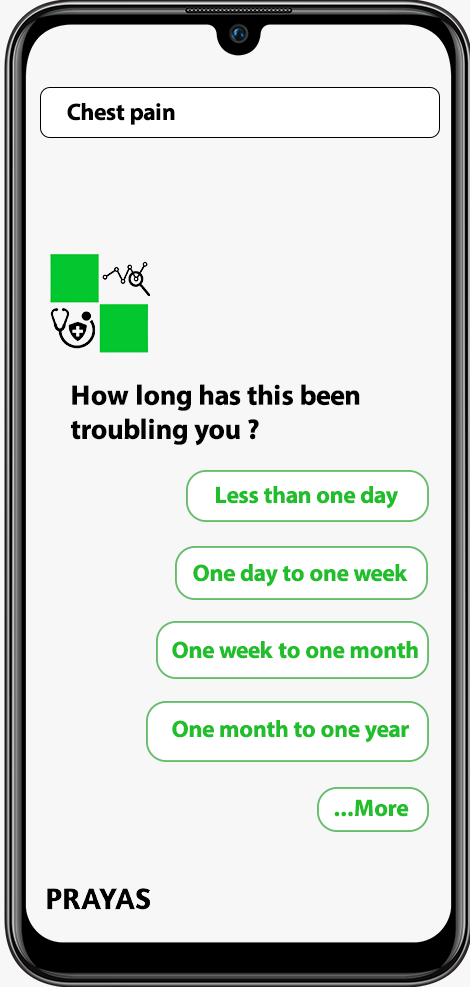 Chest pain
How long has this been
troubling you ?
Less than one day
One day to one week
One week to one month
One month to one year
...More
PRAYAS